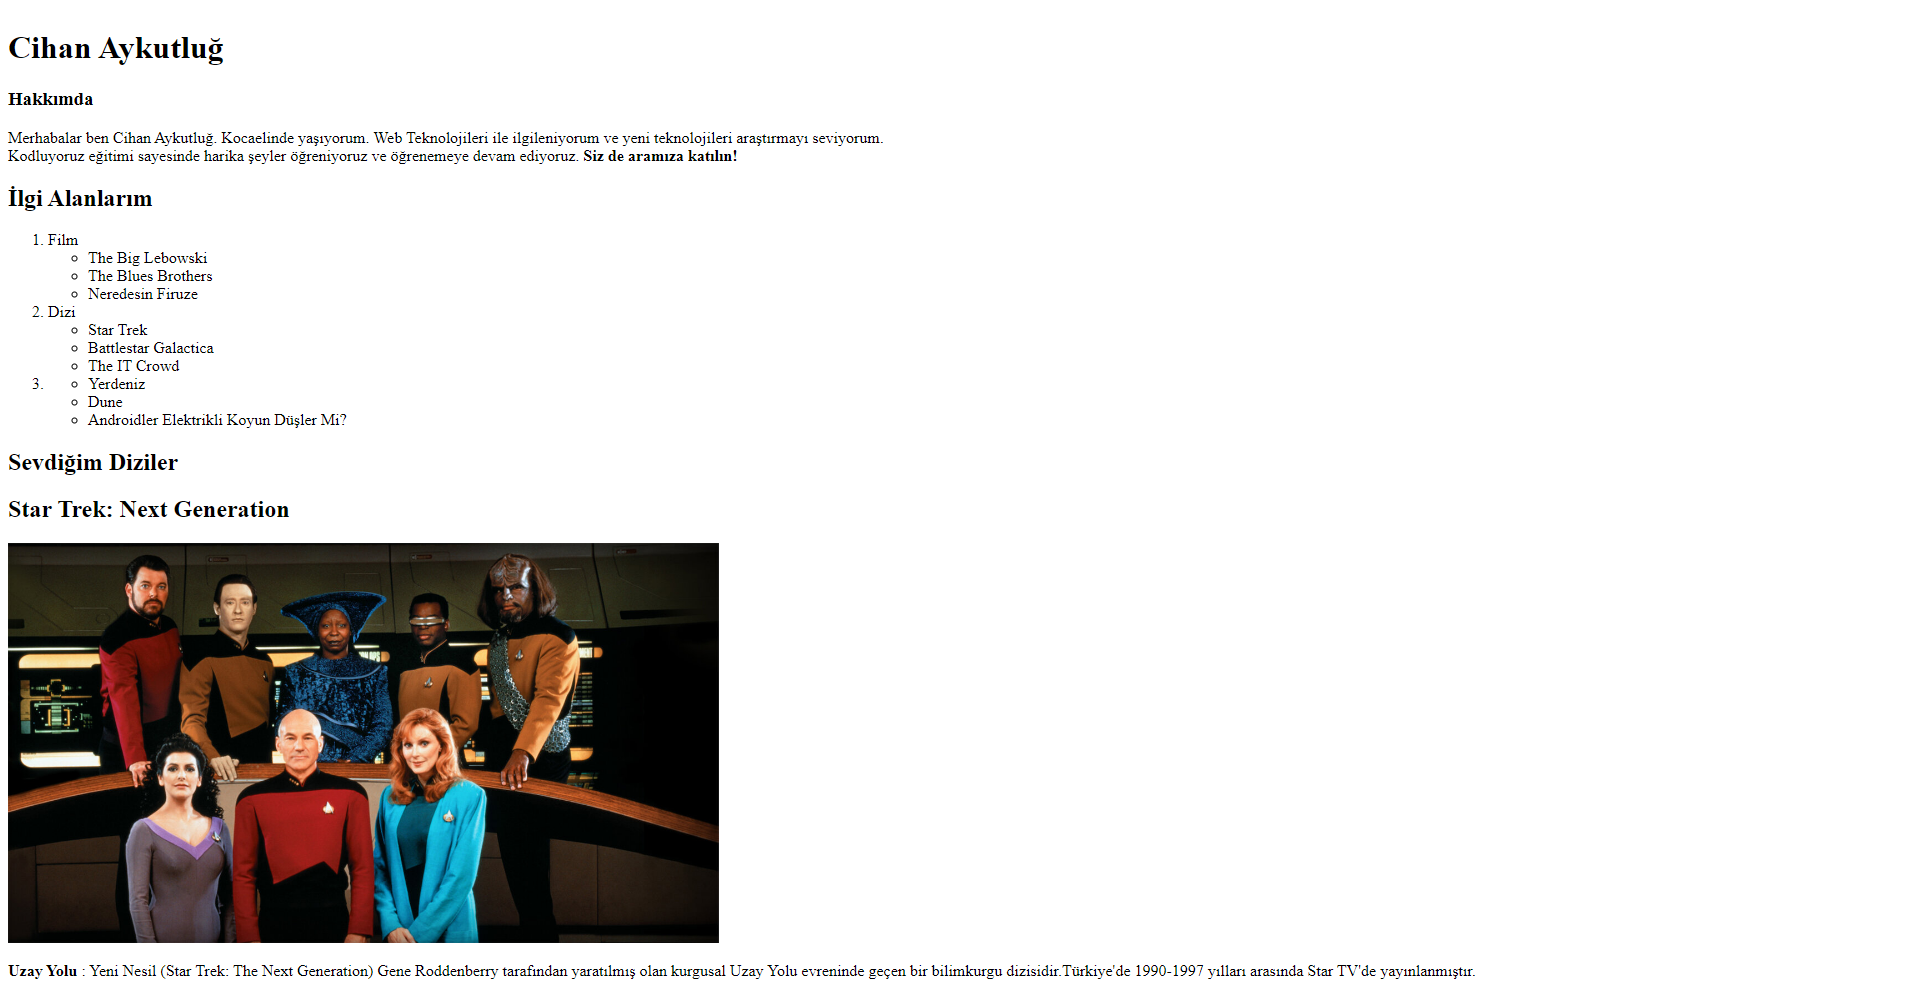 Cihan Aykutluğ
Hakkımda
Merhabalar ben Cihan Aykutluğ. Kocaelinde yaşıyorum. Web Teknolojileri ile ilgileniyorum ve yeni teknolojileri araştırmayı seviyorum.
Kodluyoruz eğitimi sayesinde harika şeyler öğreniyoruz ve öğrenemeye devam ediyoruz. Siz de aramıza katılın!
İlgi Alanlarım
1. Film
The Big Lebowski
The Blues Brothers
Neredesin Firuze
2. Dizi
Star Trek
Battlestar Galactica
The IT Crowd
3. Yerdeniz
Dune
Androidler Elektrikli Koyun Düşler Mi?
Sevdiğim Diziler
Star Trek: Next Generation
Uzay Yolu : Yeni Nesil (Star Trek: The Next Generation) Gene Roddenberry tarafından yaratılmış olan kurgusal Uzay Yolu evreninde geçen bir bilimkurgu dizisidir.Türkiye'de 1990-1997 yılları arasında Star TV'de yayınlanmıştır.